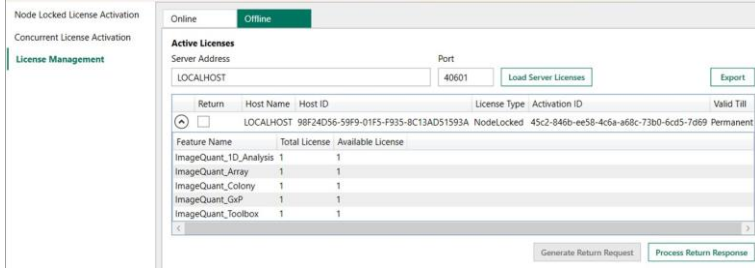 Node Locked License Activation
Concurrent License Activation
License Management
Online Offline
Active Licenses
Server Address Port
LOCALHOST 40601 Load Server Licenses Export
Return Host Name Host ID License Type Activation ID Valid Till
LOCALHOST 98F24D56-59F9-01F5-F935-8C13AD51593A NodeLocked 45c2-846b-ee58-4c6a-a68c-73b0-6cd5-7d69 Permanent
Feature Name Total License Available License
ImageQuant_1D_Analysis 1 1
ImageQuant_Array 1 1
ImageQuant_Colony 1 1
ImageQuant_GxP 1 1
ImageQuant_Toolbox 1 1
Generate Return Request Process Return Response